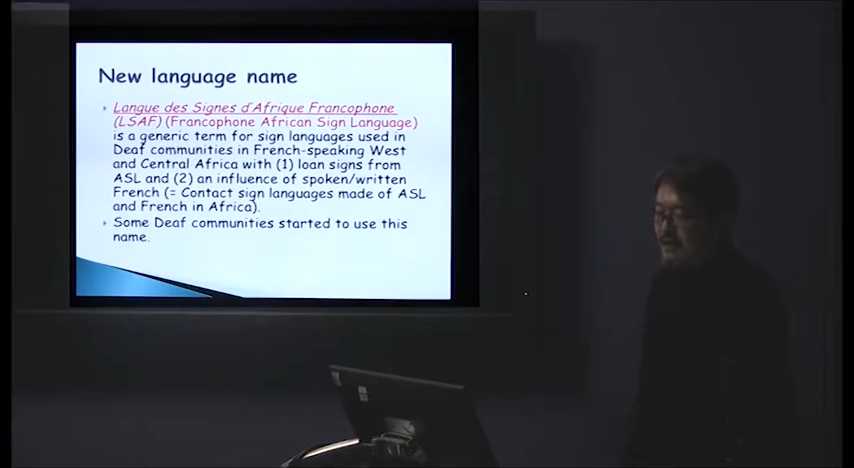 New language name
Langue des Signes d'Afrique Francophone
(LSAF) (Francophone African Sign Language)
is a generic term for sign languages used in
Deaf communities in French-speaking West
and Central Africa with (1) loan signs from
ASL and (2) an influence of spoken/written
French (= Contact sign languages made of ASL
and French in Africa).
Some Deaf communities started to use this
name.